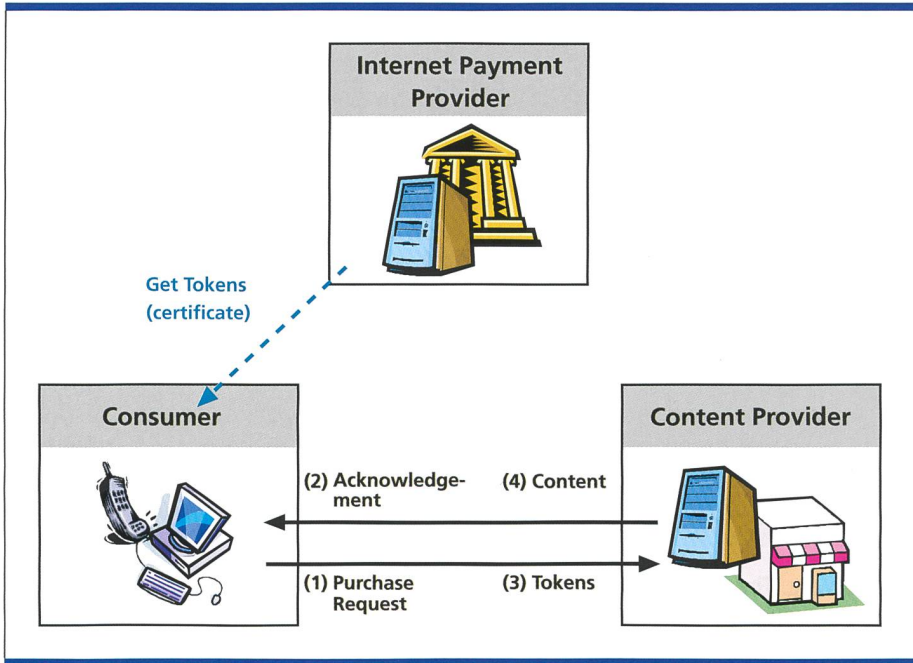 Internet Payment
Provider
Get Tokens
(certificate)
Consumer
Content Provider
(2) Acknowledge-
ment
(4) Content
(1) Purchase
Request
(3) Tokens